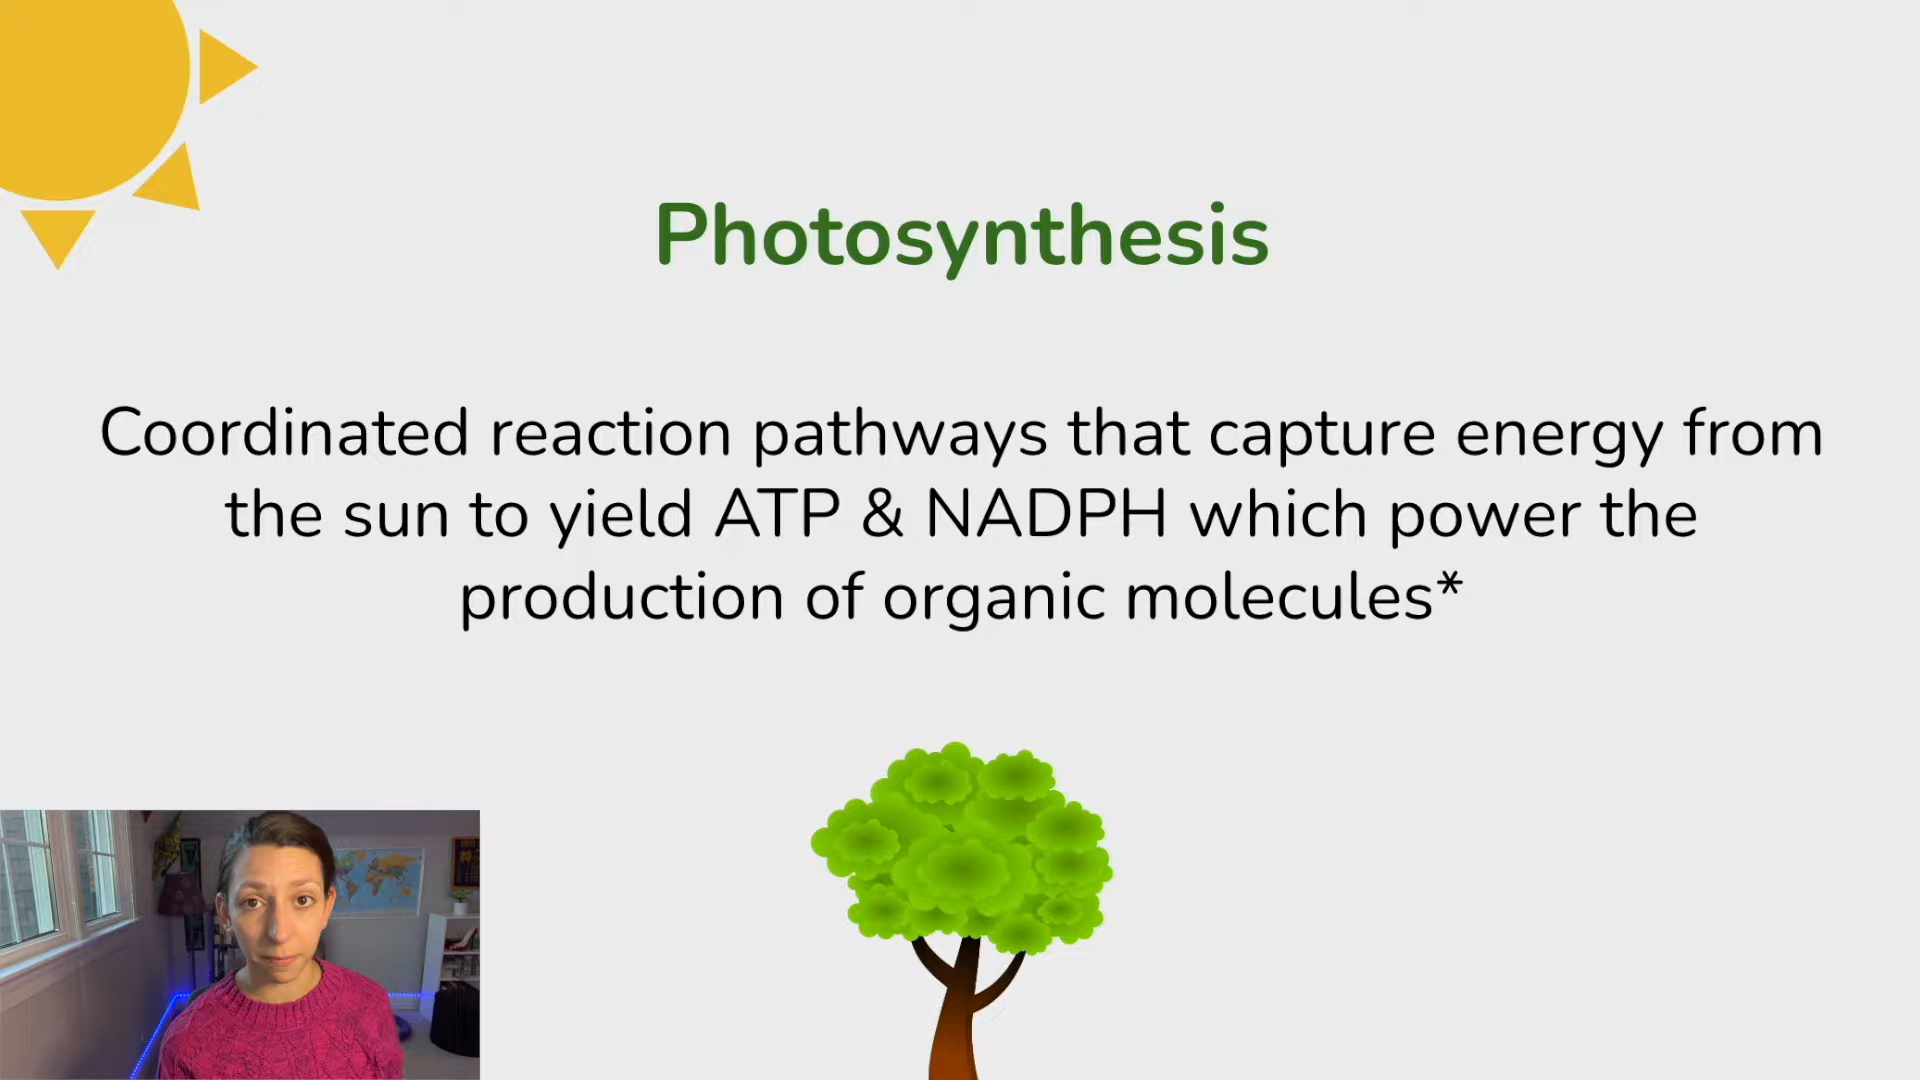 Photosynthesis
Coordinated reaction pathways that capture energy from
the sun to yield ATP & NADPH which power the
production of organic molecules*